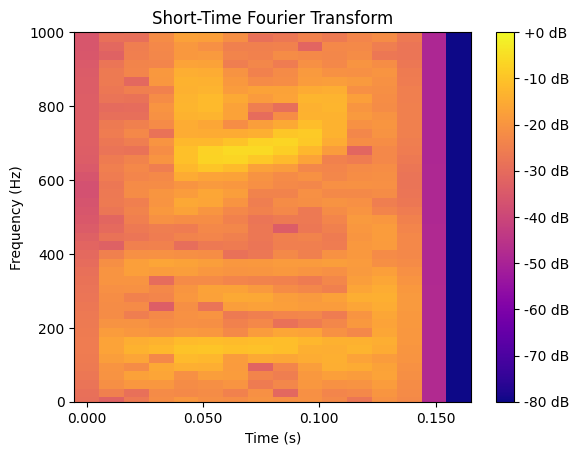 Short-Time Fourier Transform
1000
800
600
400
200
0
Frequency (Hz)
0.000
0.050
0.100
0.150
Time (s)
+0 dB
-10 dB
-20 dB
-30 dB
-40 dB
-50 dB
-60 dB
-70 dB
-80 dB